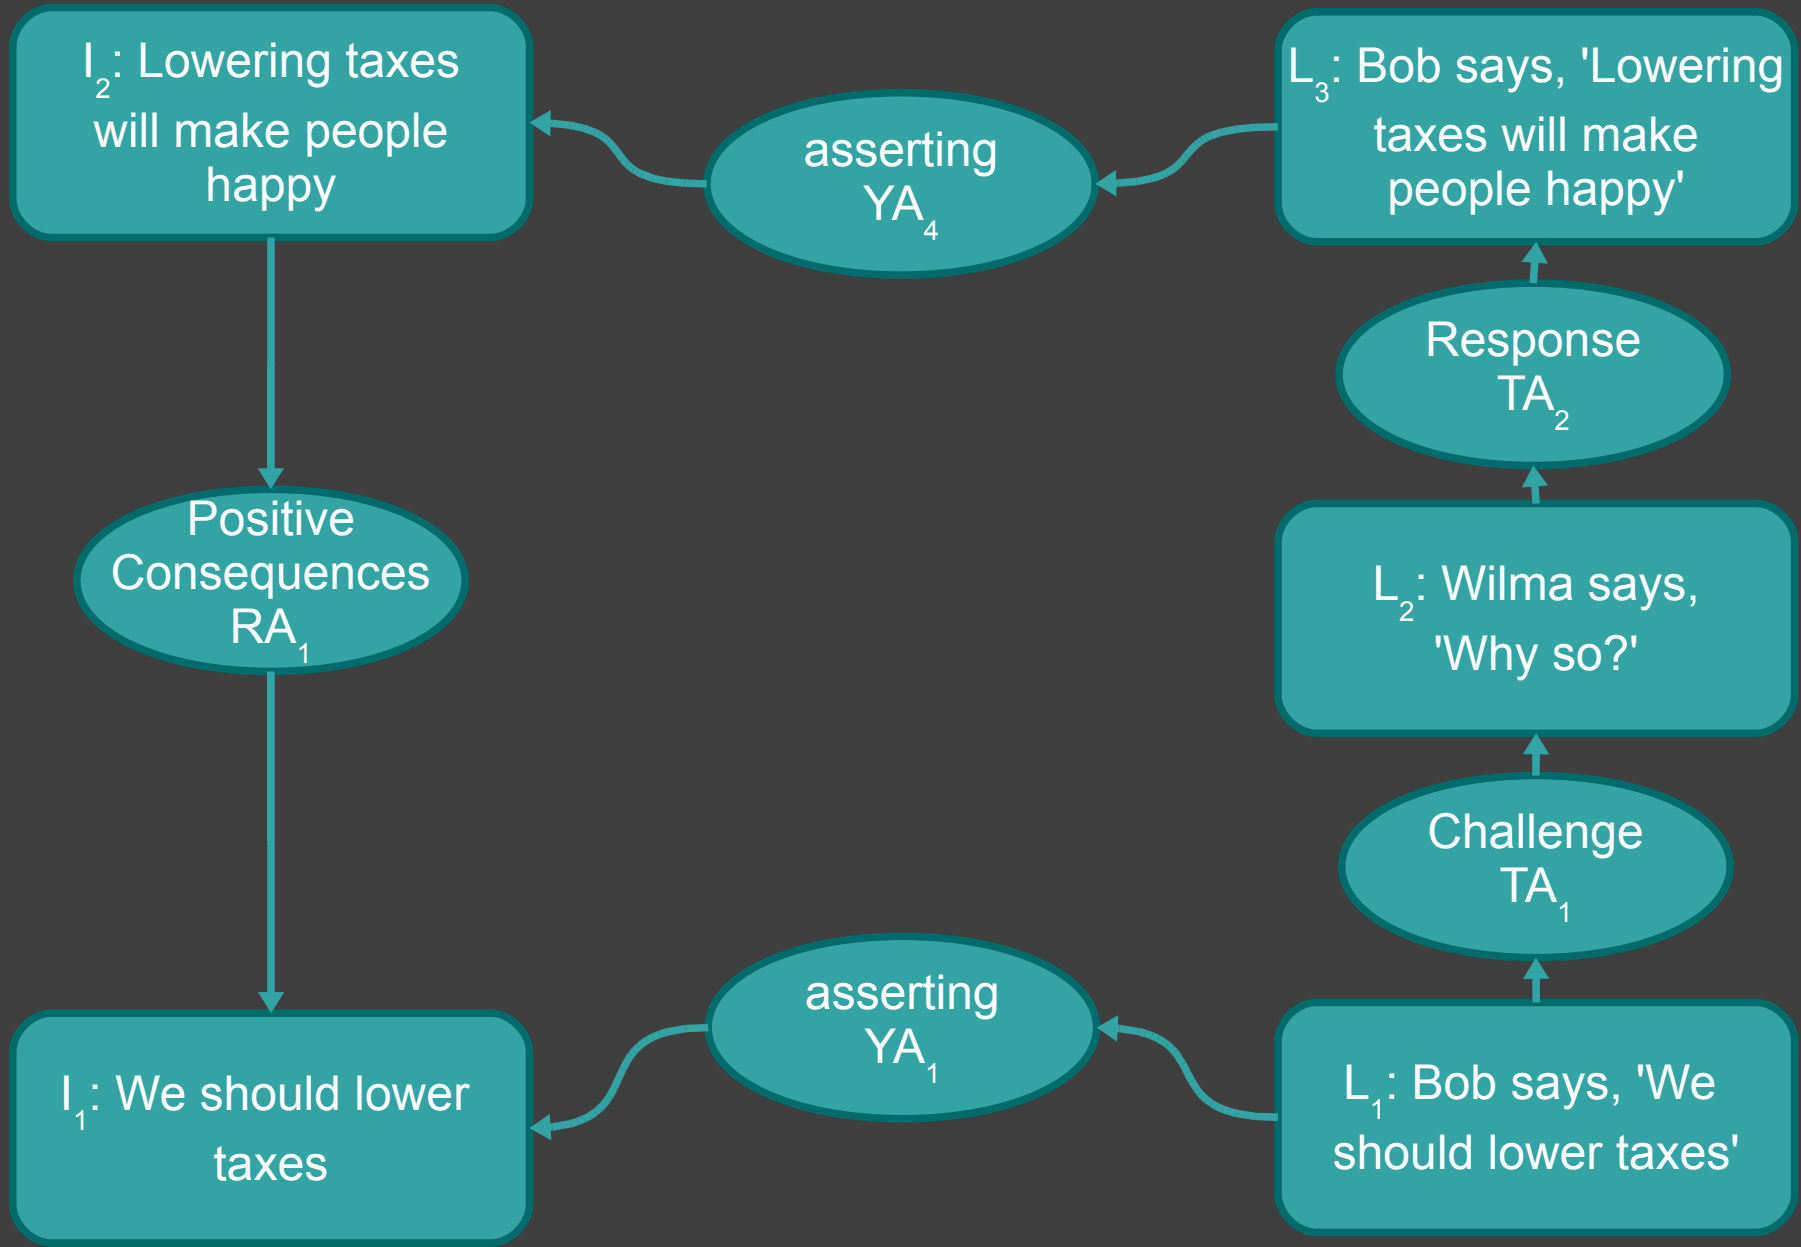 I₂: Lowering taxes
will make people
happy
asserting
YA₄
L₃: Bob says, 'Lowering
taxes will make
people happy'
Response
TA₂
Positive
Consequences
RA₁
L₂: Wilma says,
'Why so?'
Challenge
TA₁
asserting
YA₁
I₁: We should lower
taxes
L₁: Bob says, 'We
should lower taxes'